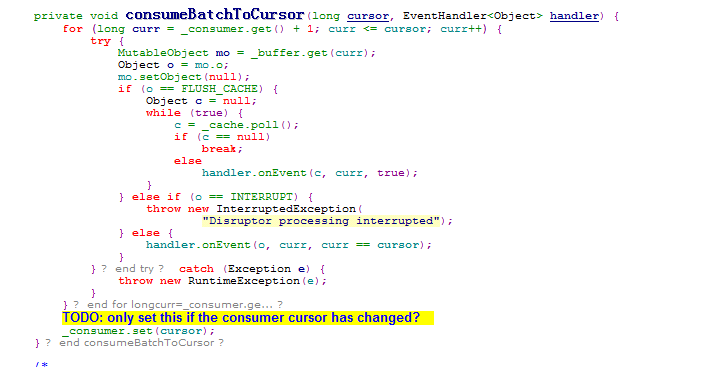 private void consumeBatchToCursor(long cursor, EventHandler<Object> handler) {
for (long curr = _consumer.get() + 1; curr <= cursor; curr++) {
try {
MutableObject mo = _buffer.get(curr);
Object o = mo.o;
mo.setObject(null);
if (o == FLUSH_CACHE) {
Object c = null;
while (true) {
c = _cache.poll();
if (c == null)
break;
else
handler.onEvent(c, curr, true);
}
} else if (o == INTERRUPT) {
throw new InterruptedException(
"Disruptor processing interrupted");
} else {
handler.onEvent(o, curr, curr == cursor);
}
} ? end try ? catch (Exception e) {
throw new RuntimeException(e);
}
} ? end for longcurr=_consumer.ge... ?
TODO: only set this if the consumer cursor has changed?
_consumer.set(cursor);
} ? end consumeBatchToCursor ?
/*